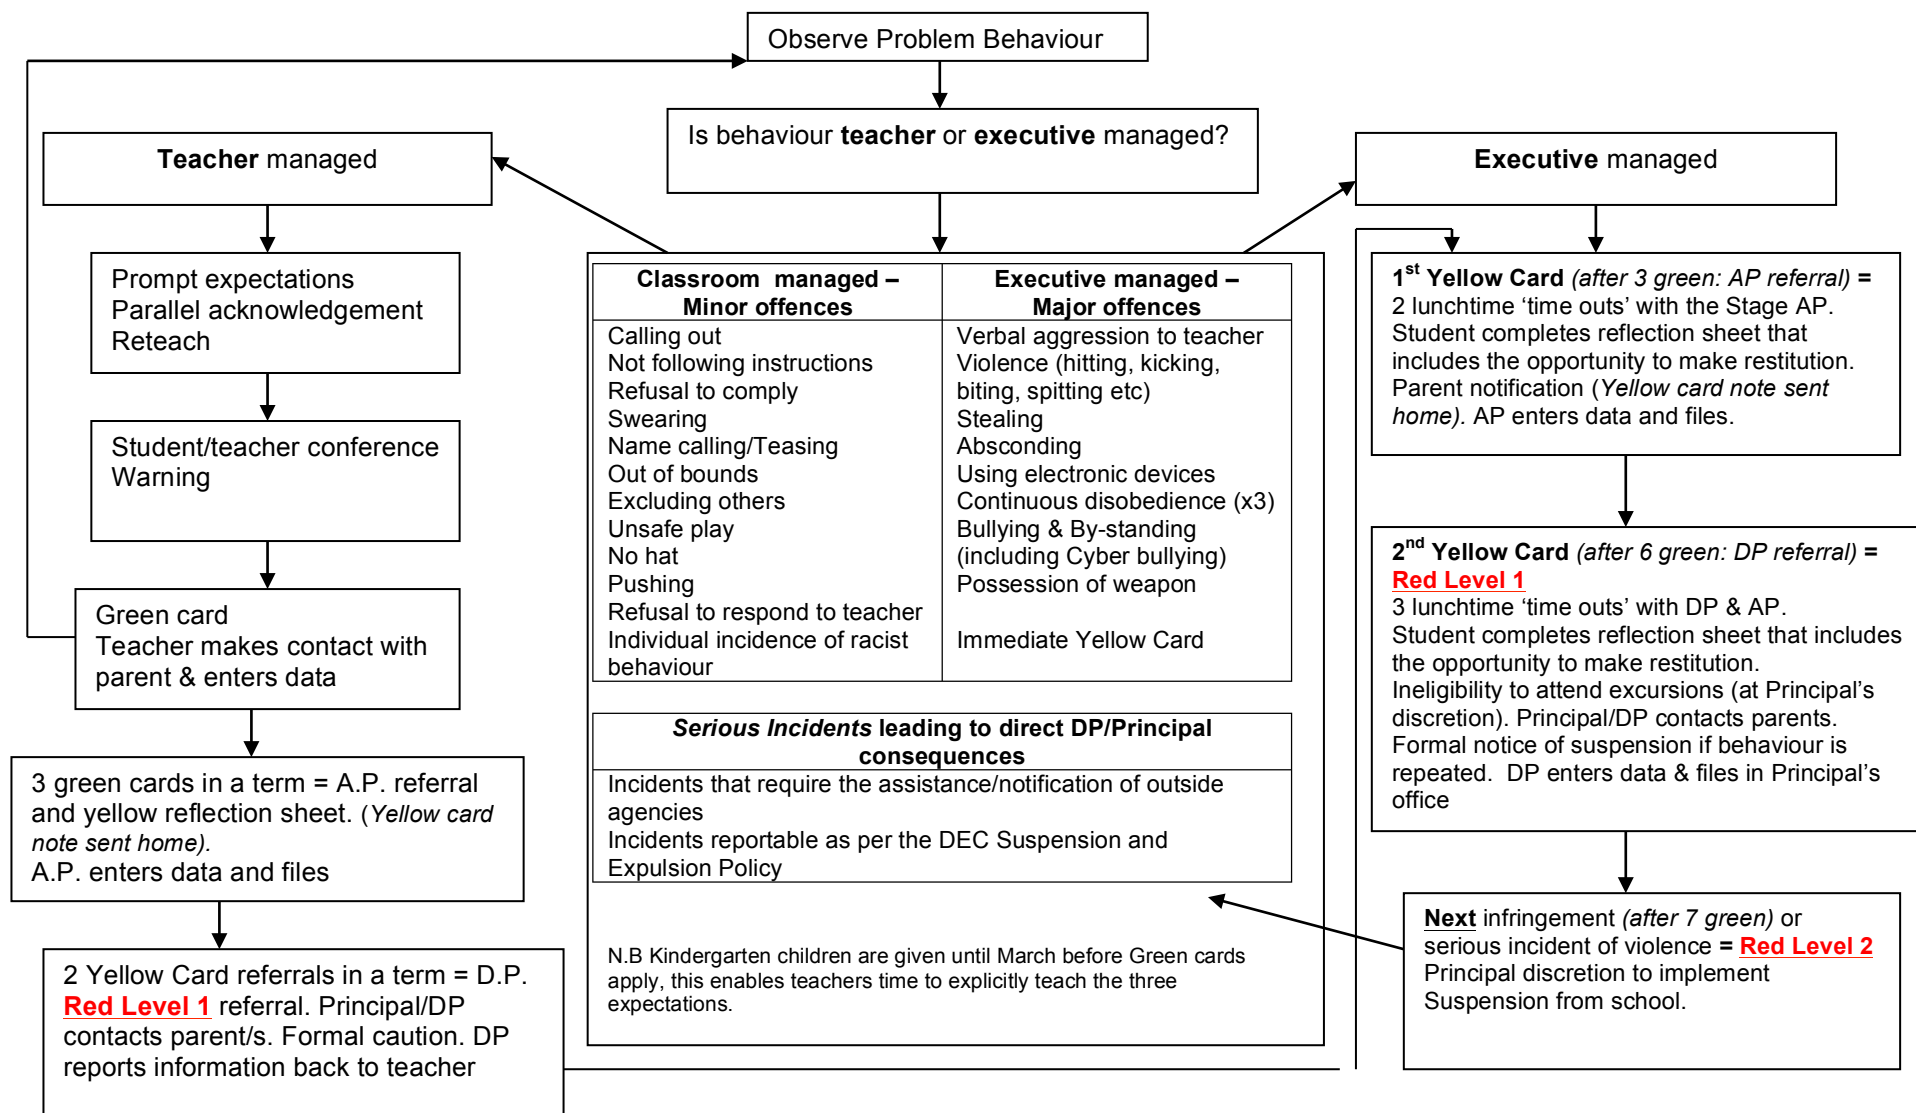 Observe Problem Behaviour
Is behaviour teacher or executive managed?
Teacher managed
Prompt expectations
Parallel acknowledgement
Reteach
Student/teacher conference
Warning
Green card
Teacher makes contact with
parent & enters data
3 green cards in a term = A.P. referral
and yellow reflection sheet. (Yellow card
note sent home).
A.P. enters data and files
2 Yellow Card referrals in a term = D.P.
Red Level 1 referral. Principal/DP
contacts parent/s. Formal caution. DP
reports information back to teacher
Classroom managed –
Minor offences
Calling out
Not following instructions
Refusal to comply
Swearing
Name calling/Teasing
Out of bounds
Excluding others
Unsafe play
No hat
Pushing
Refusal to respond to teacher
Individual incidence of racist
behaviour
Executive managed –
Major offences
Verbal aggression to teacher
Violence (hitting, kicking,
biting, spitting etc)
Stealing
Absconding
Using electronic devices
Continuous disobedience (x3)
Bullying & By-standing
(including Cyber bullying)
Possession of weapon
Immediate Yellow Card
Serious Incidents leading to direct DP/Principal
consequences
Incidents that require the assistance/notification of outside
agencies
Incidents reportable as per the DEC Suspension and
Expulsion Policy
N.B Kindergarten children are given until March before Green cards
apply, this enables teachers time to explicitly teach the three
expectations.
Executive managed
1st Yellow Card (after 3 green: AP referral) =
2 lunchtime ‘time outs’ with the Stage AP.
Student completes reflection sheet that
includes the opportunity to make restitution.
Parent notification (Yellow card note sent
home). AP enters data and files.
2nd Yellow Card (after 6 green: DP referral) =
Red Level 1
3 lunchtime ‘time outs’ with DP & AP.
Student completes reflection sheet that includes
the opportunity to make restitution.
Ineligibility to attend excursions (at Principal’s
discretion). Principal/DP contacts parents.
Formal notice of suspension if behaviour is
repeated. DP enters data & files in Principal’s
office
Next infringement (after 7 green) or
serious incident of violence = Red Level 2
Principal discretion to implement
Suspension from school.